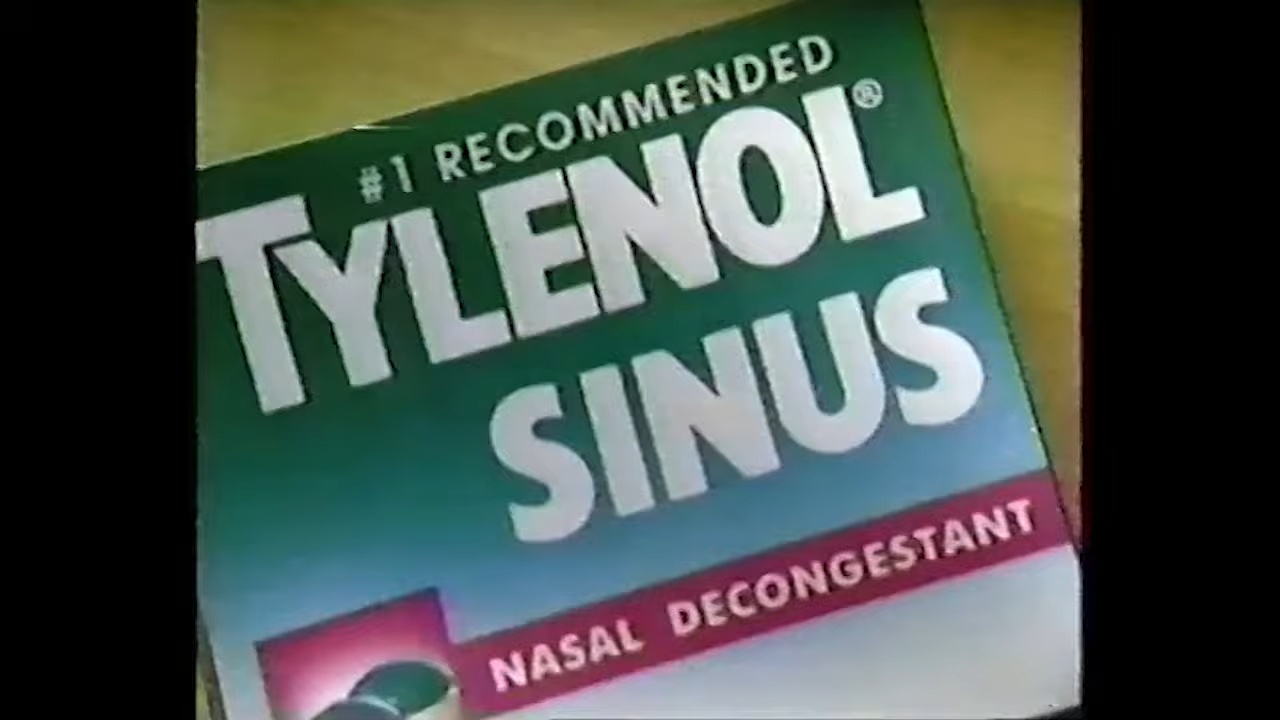 #1 RECOMMENDED
TYLENOL®
SINUS
NASAL DECONGESTANT